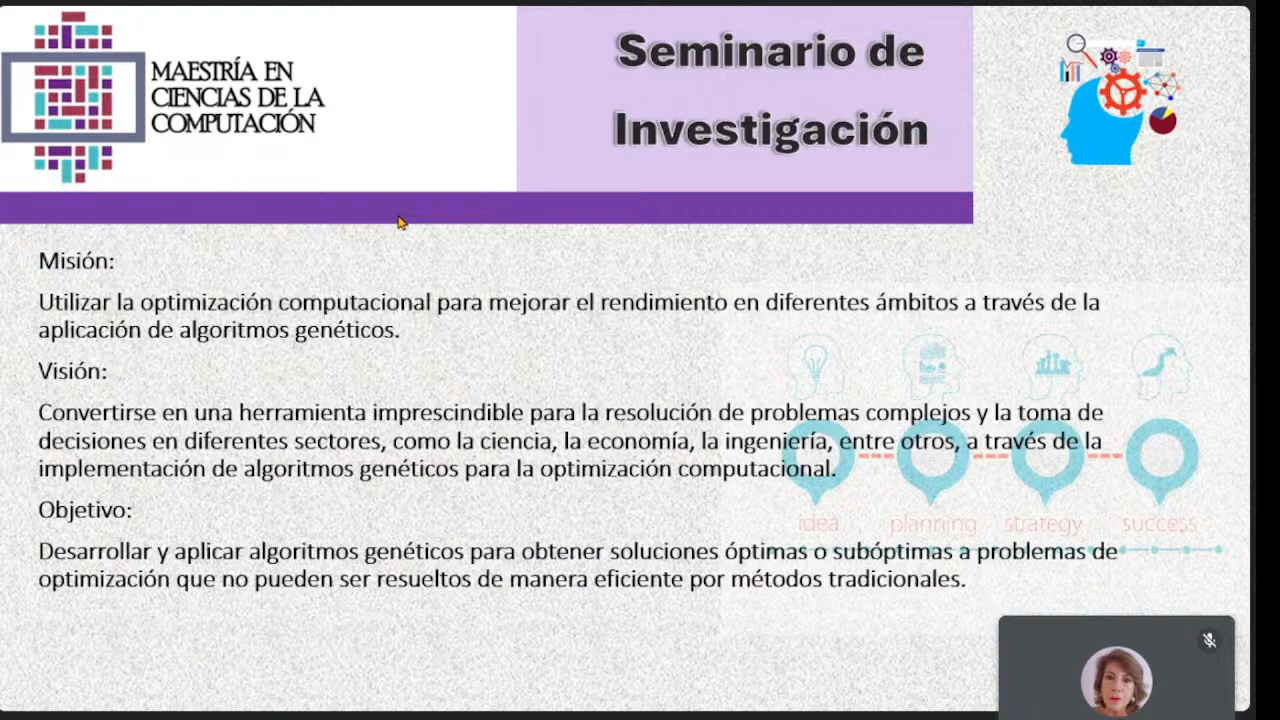 MAESTRÍA EN
CIENCIAS DE LA
COMPUTACIÓN
Seminario de
Investigación
Misión:
Utilizar la optimización computacional para mejorar el rendimiento en diferentes ámbitos a través de la
aplicación de algoritmos genéticos.
Visión:
Convertirse en una herramienta imprescindible para la resolución de problemas complejos y la toma de
decisiones en diferentes sectores, como la ciencia, la economía, la ingeniería, entre otros, a través de la
implementación de algoritmos genéticos para la optimización computacional.
Objetivo:
idea planning strategy success
Desarrollar y aplicar algoritmos genéticos para obtener soluciones óptimas o subóptimas a problemas de
optimización que no pueden ser resueltos de manera eficiente por métodos tradicionales.